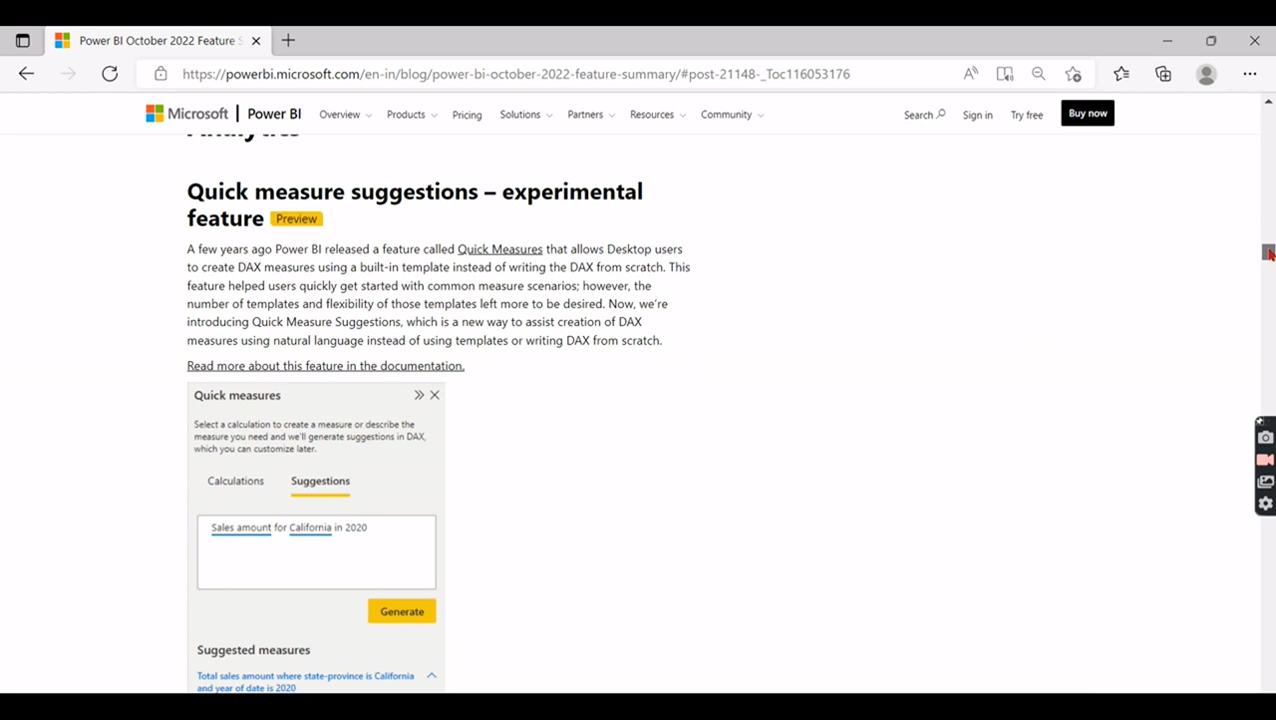 Power BI October 2022 Feature S
https://powerbi.microsoft.com/en-in/blog/power-bi-october-2022-feature-summary/#post-21148-_Toc116053176
Microsoft | Power BI Overview Products Pricing Solutions Partners Resources Community Search Sign in Try free Buy now
Analytics
Quick measure suggestions – experimental
feature Preview
A few years ago Power BI released a feature called Quick Measures that allows Desktop users
to create DAX measures using a built-in template instead of writing the DAX from scratch. This
feature helped users quickly get started with common measure scenarios; however, the
number of templates and flexibility of those templates left more to be desired. Now, we're
introducing Quick Measure Suggestions, which is a new way to assist creation of DAX
measures using natural language instead of using templates or writing DAX from scratch.
Read more about this feature in the documentation.
Quick measures
Select a calculation to create a measure or describe the
measure you need and we'll generate suggestions in DAX,
which you can customize later.
Calculations Suggestions
Sales amount for California in 2020
Generate
Suggested measures
Total sales amount where state-province is California
and year of date is 2020